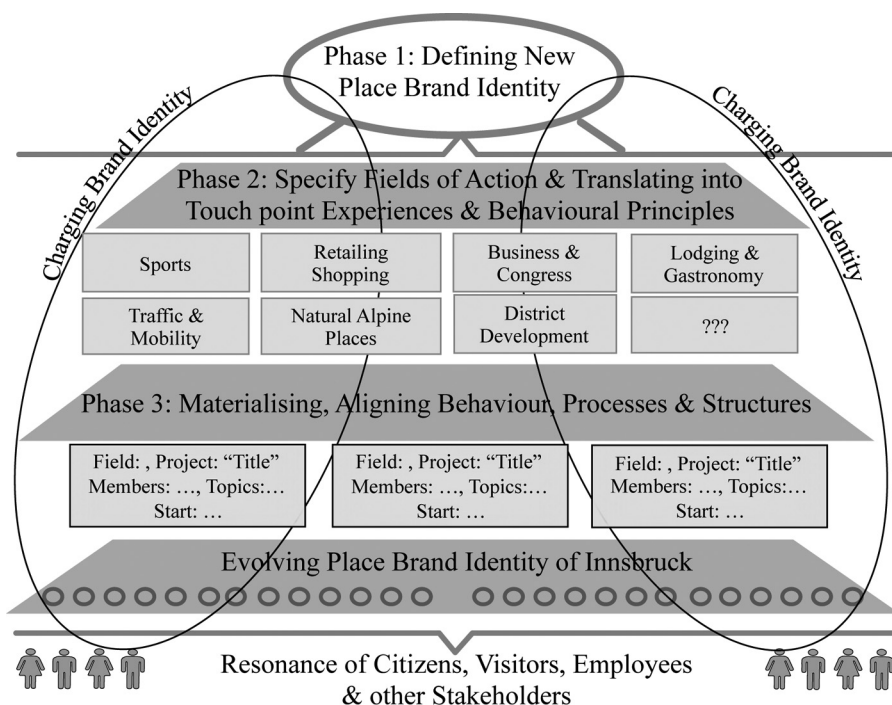 Phase 1: Defining New
Place Brand Identity
Charging Brand Identity
Charging Brand Identity
Phase 2: Specify Fields of Action & Translating into
Touch point Experiences & Behavioural Principles
Sports
Retailing
Shopping
Business &
Congress
Lodging &
Gastronomy
Traffic &
Mobility
Natural Alpine
Places
District
Development
???
Phase 3: Materialising, Aligning Behaviour, Processes & Structures
Field: , Project: “Title”
Members: …, Topics:…
Start: …
Field: , Project: “Title”
Members: …, Topics:…
Start: …
Field: , Project: “Title”
Members: …, Topics:…
Start: …
Evolving Place Brand Identity of Innsbruck
Resonance of Citizens, Visitors, Employees
& other Stakeholders